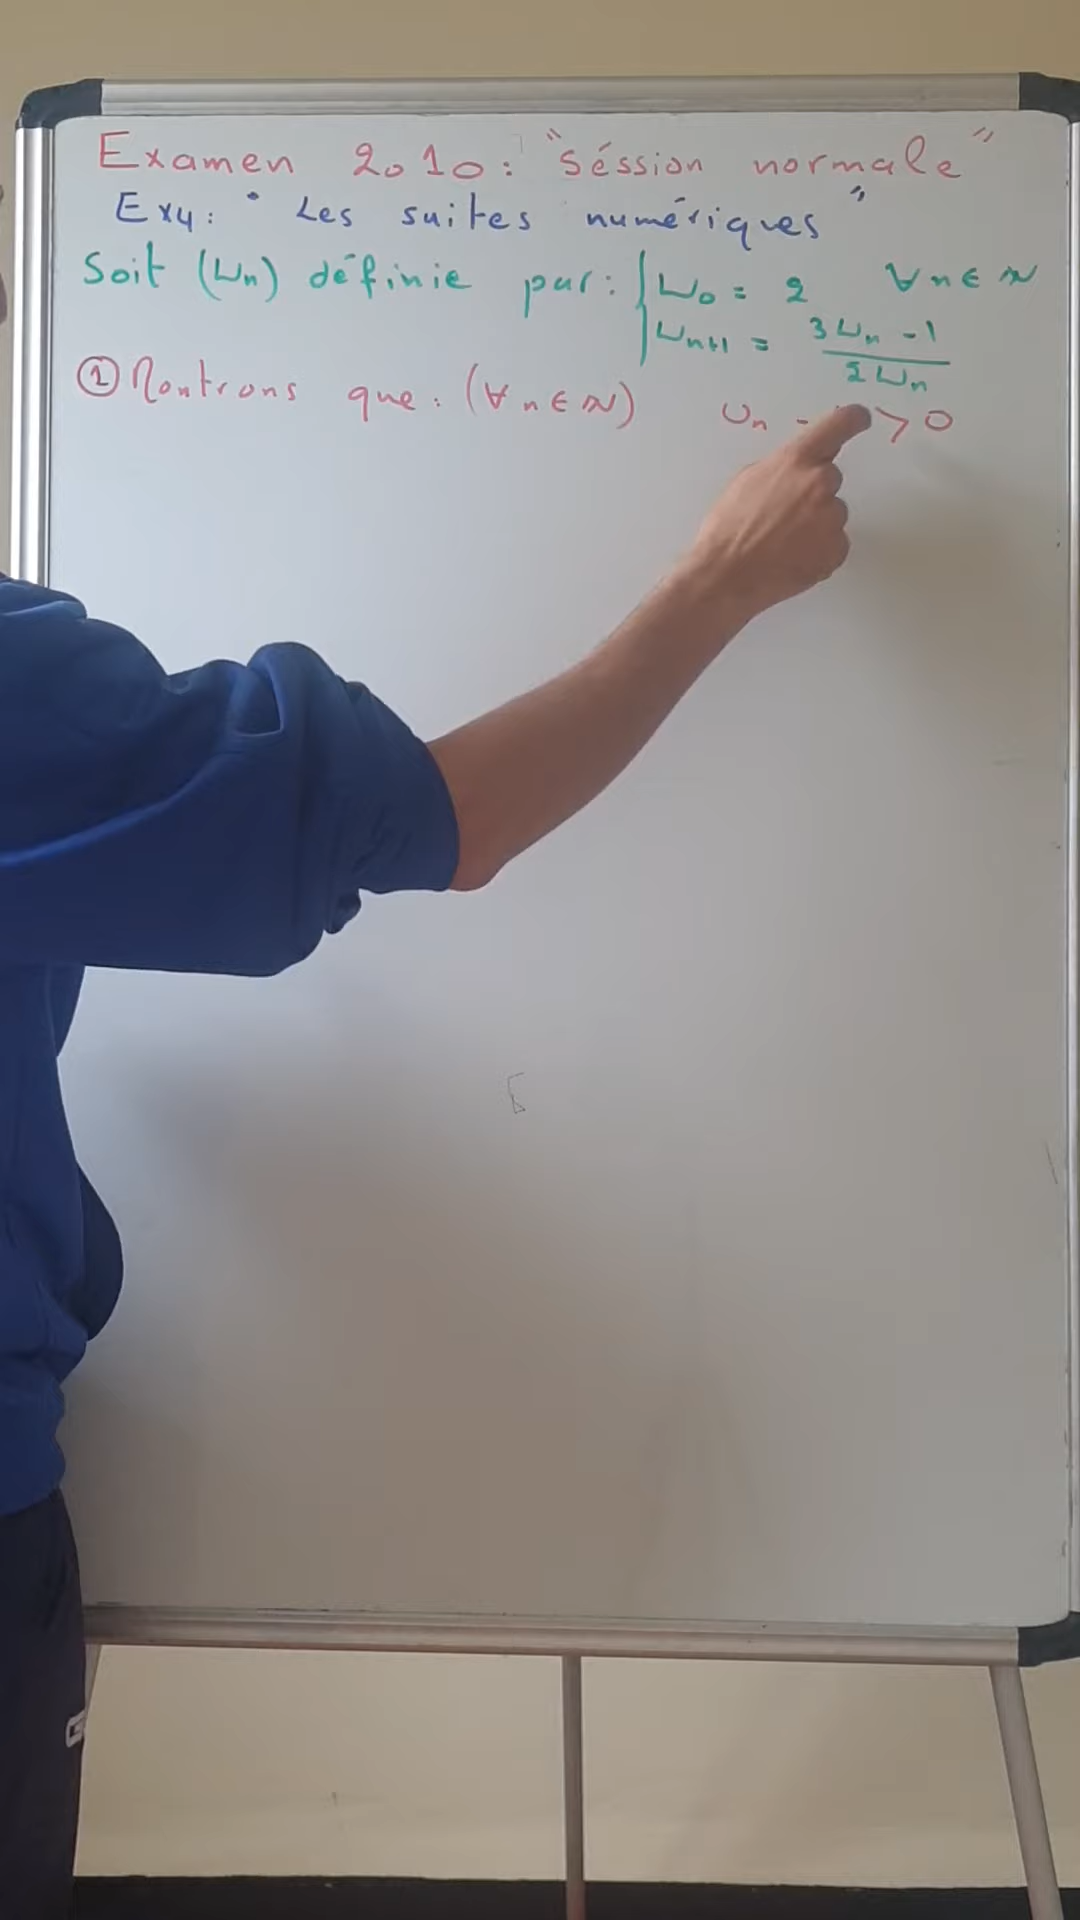 Examen 2010: "Séssion normale"
Ex4: "Les suites numériques"
Soit (Un) définie par: { U0 = 2 ∀n∈ℕ
Un+1 = 3Un -1 / 2Un
① Montrons que: (∀n∈ℕ) Un - > 0